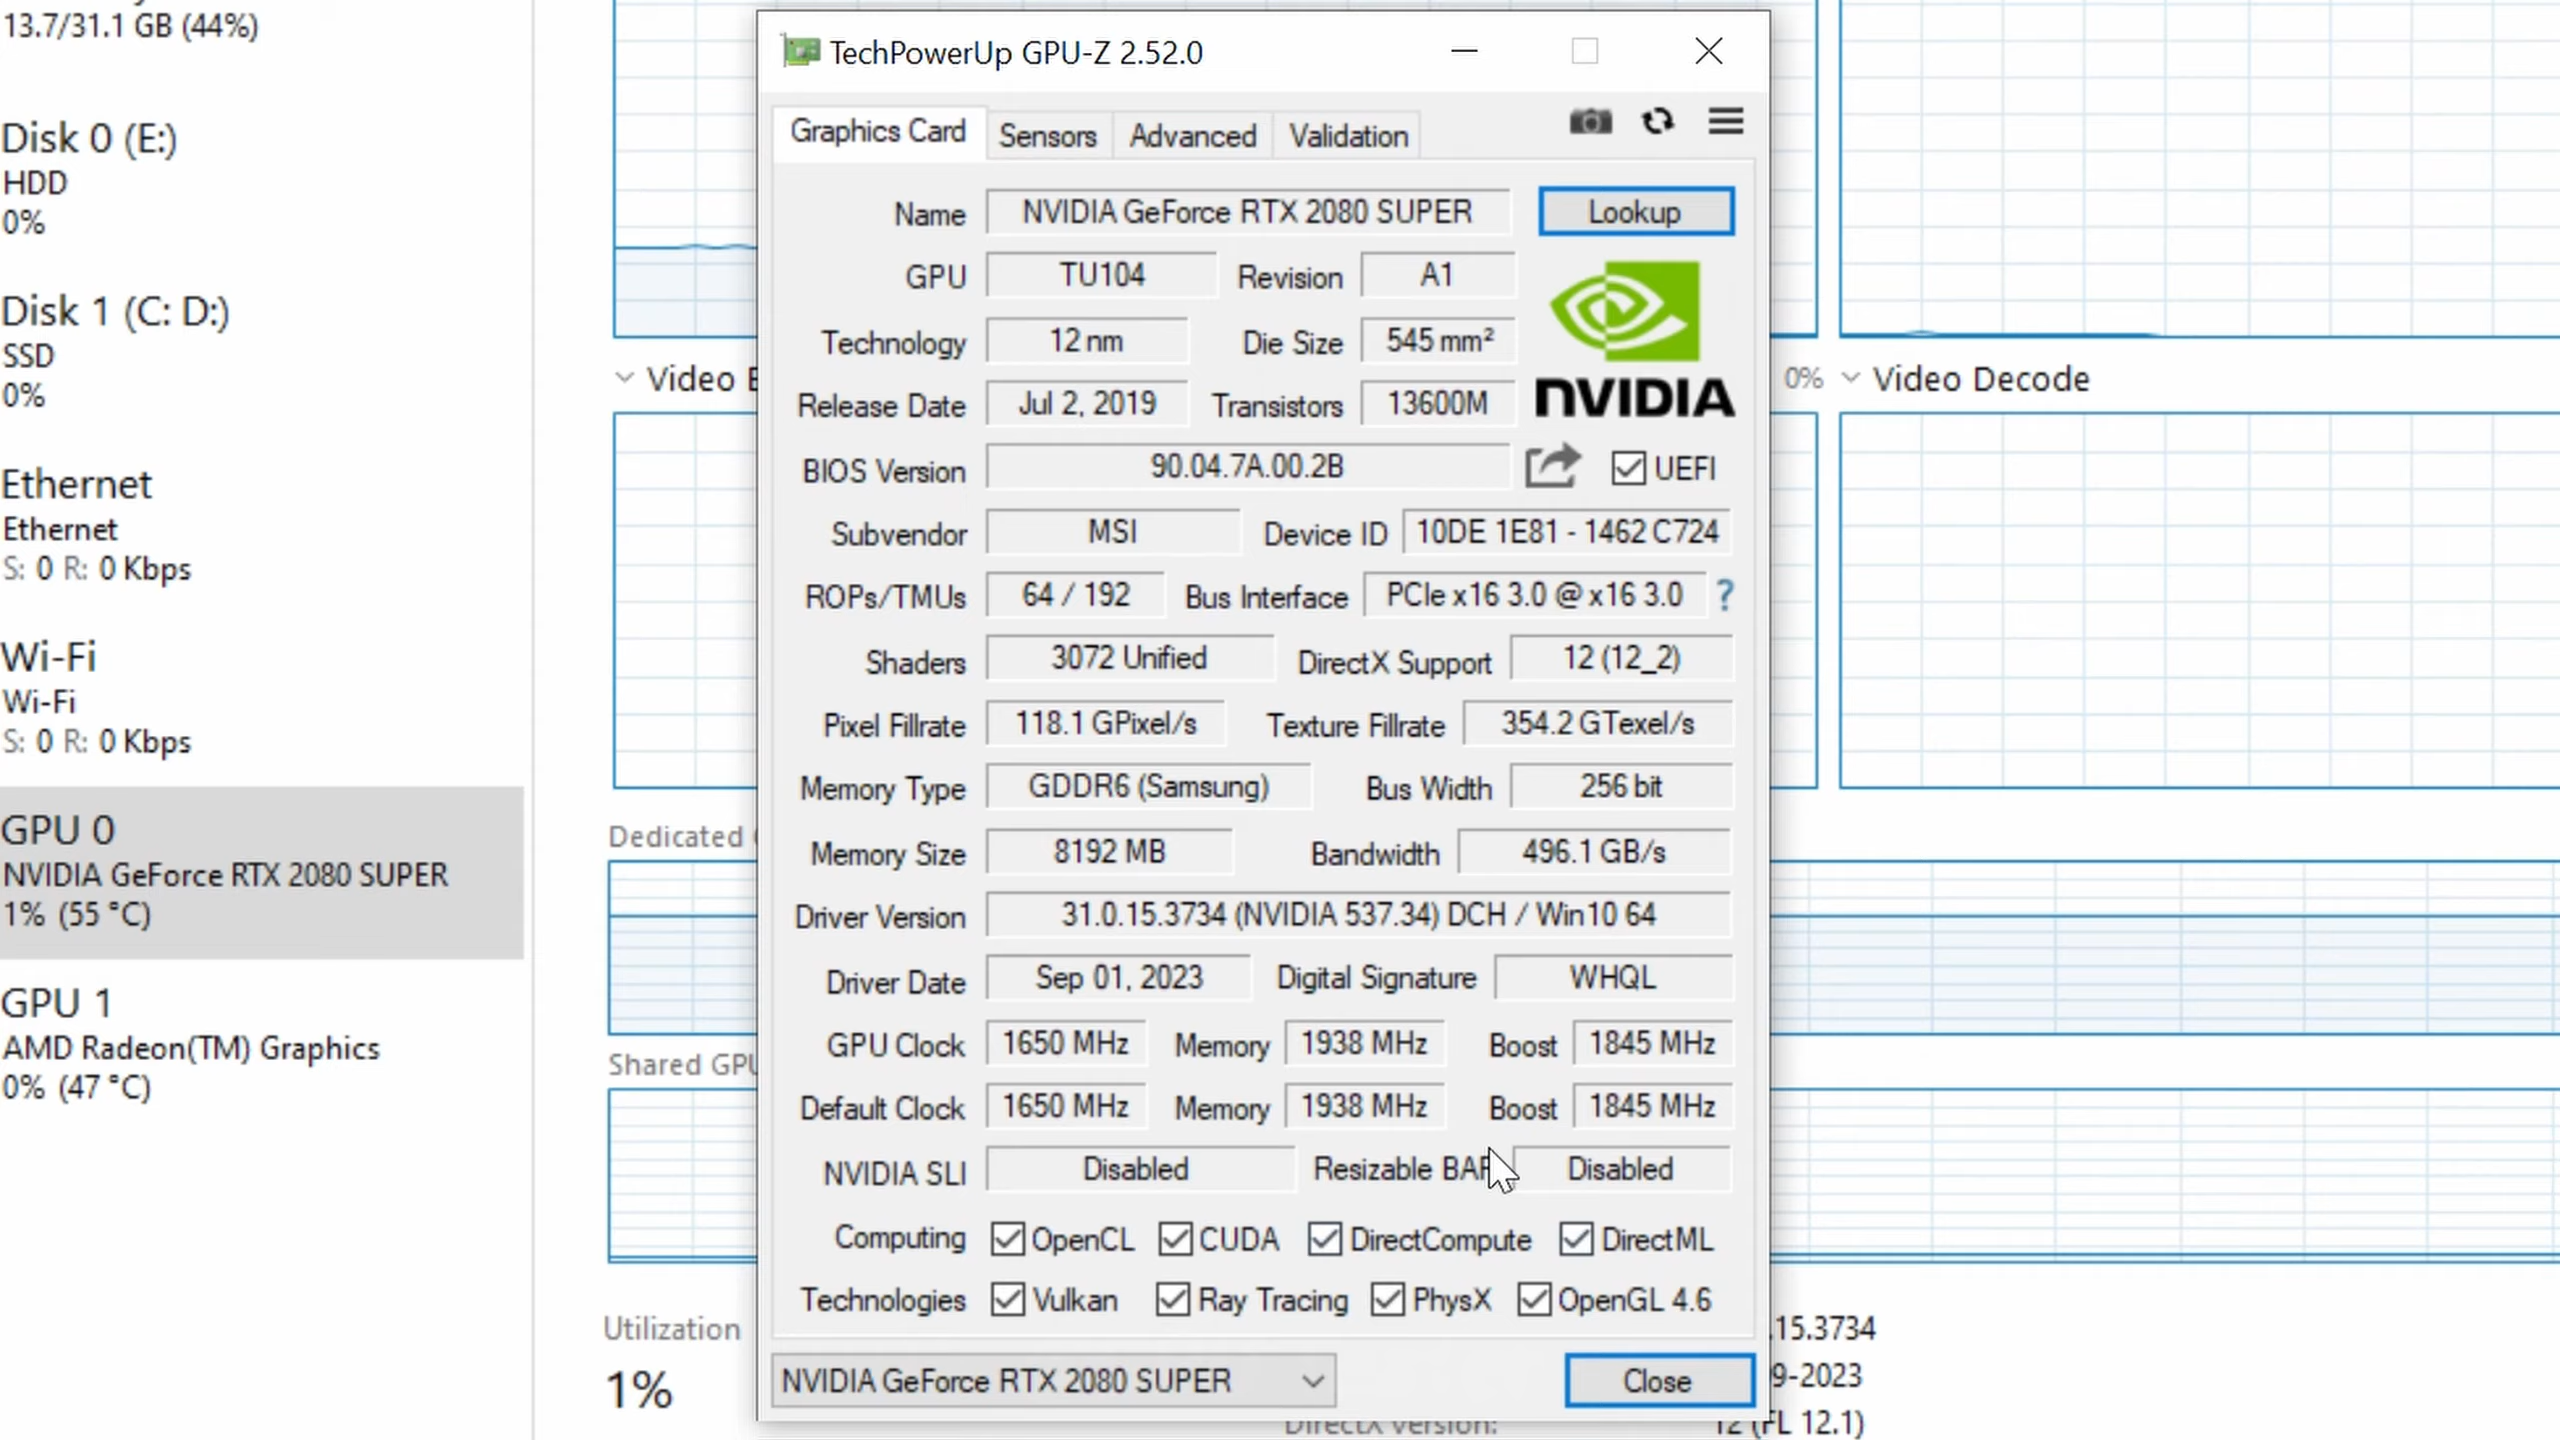 13.7/31.1 GB (44%)
Disk 0 (E:)
HDD
0%
Disk 1 (C: D:)
SSD
0%
Ethernet
Ethernet
S: 0 R: 0 Kbps
Wi-Fi
Wi-Fi
S: 0 R: 0 Kbps
GPU 0
NVIDIA GeForce RTX 2080 SUPER
1% (55 °C)
GPU 1
AMD Radeon(TM) Graphics
0% (47 °C)
Video
0% Video Decode
Dedicated
Shared
Utilization
1%
TechPowerUp GPU-Z 2.52.0
Graphics Card Sensors Advanced Validation
Name NVIDIA GeForce RTX 2080 SUPER Lookup
GPU TU104 Revision A1
Technology 12 nm Die Size 545 mm²
Release Date Jul 2, 2019 Transistors 13600M
NVIDIA
BIOS Version 90.04.7A.00.2B UEFI
Subvendor MSI Device ID 10DE 1E81 - 1462 C724
ROPs/TMUs 64 / 192 Bus Interface PCIe x16 3.0 @ x16 3.0 ?
Shaders 3072 Unified DirectX Support 12 (12_2)
Pixel Fillrate 118.1 GPixel/s Texture Fillrate 354.2 GTexel/s
Memory Type GDDR6 (Samsung) Bus Width 256 bit
Memory Size 8192 MB Bandwidth 496.1 GB/s
Driver Version 31.0.15.3734 (NVIDIA 537.34) DCH / Win10 64
Driver Date Sep 01, 2023 Digital Signature WHQL
GPU Clock 1650 MHz Memory 1938 MHz Boost 1845 MHz
Default Clock 1650 MHz Memory 1938 MHz Boost 1845 MHz
NVIDIA SLI Disabled Resizable BAR Disabled
Computing OpenCL CUDA DirectCompute DirectML
Technologies Vulkan Ray Tracing PhysX OpenGL 4.6
NVIDIA GeForce RTX 2080 SUPER Close
.15.3734
9-2023
DirectX version: 12 (FL 12.1)